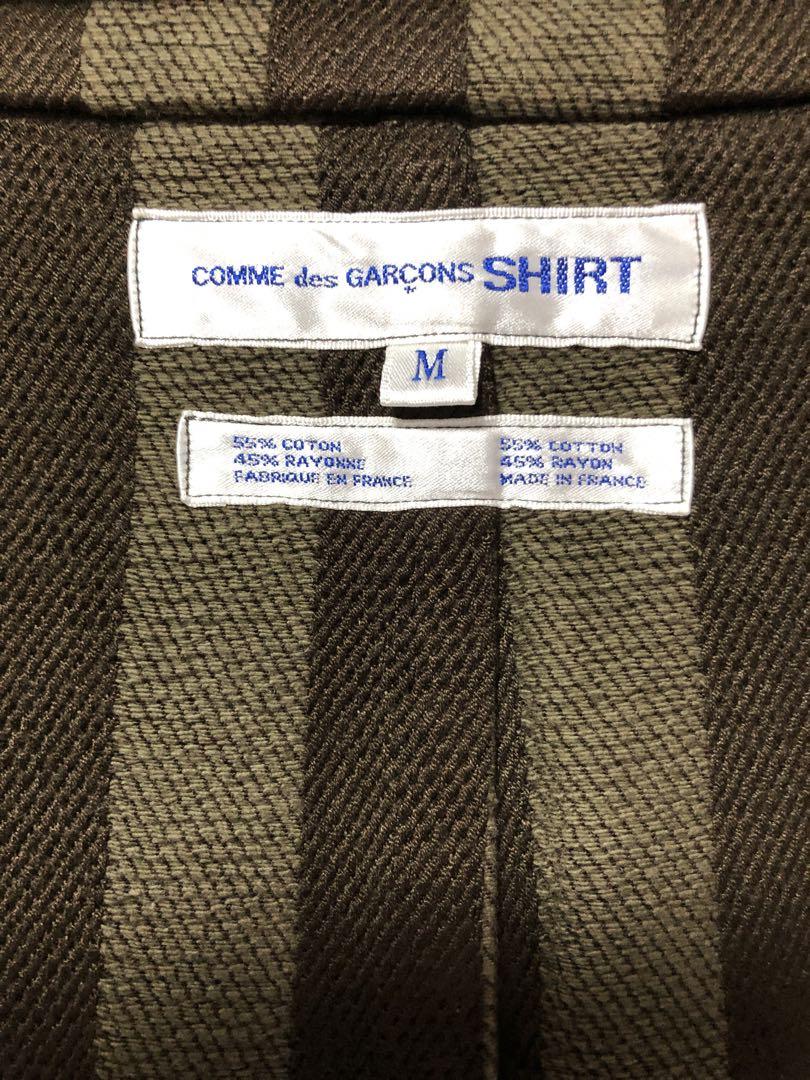 COMME des GARÇONS SHIRT
*
M
55% COTON
45% RAYONNE
FABRIQUE EN FRANCE
55% COTTON
45% RAYON
MADE IN FRANCE